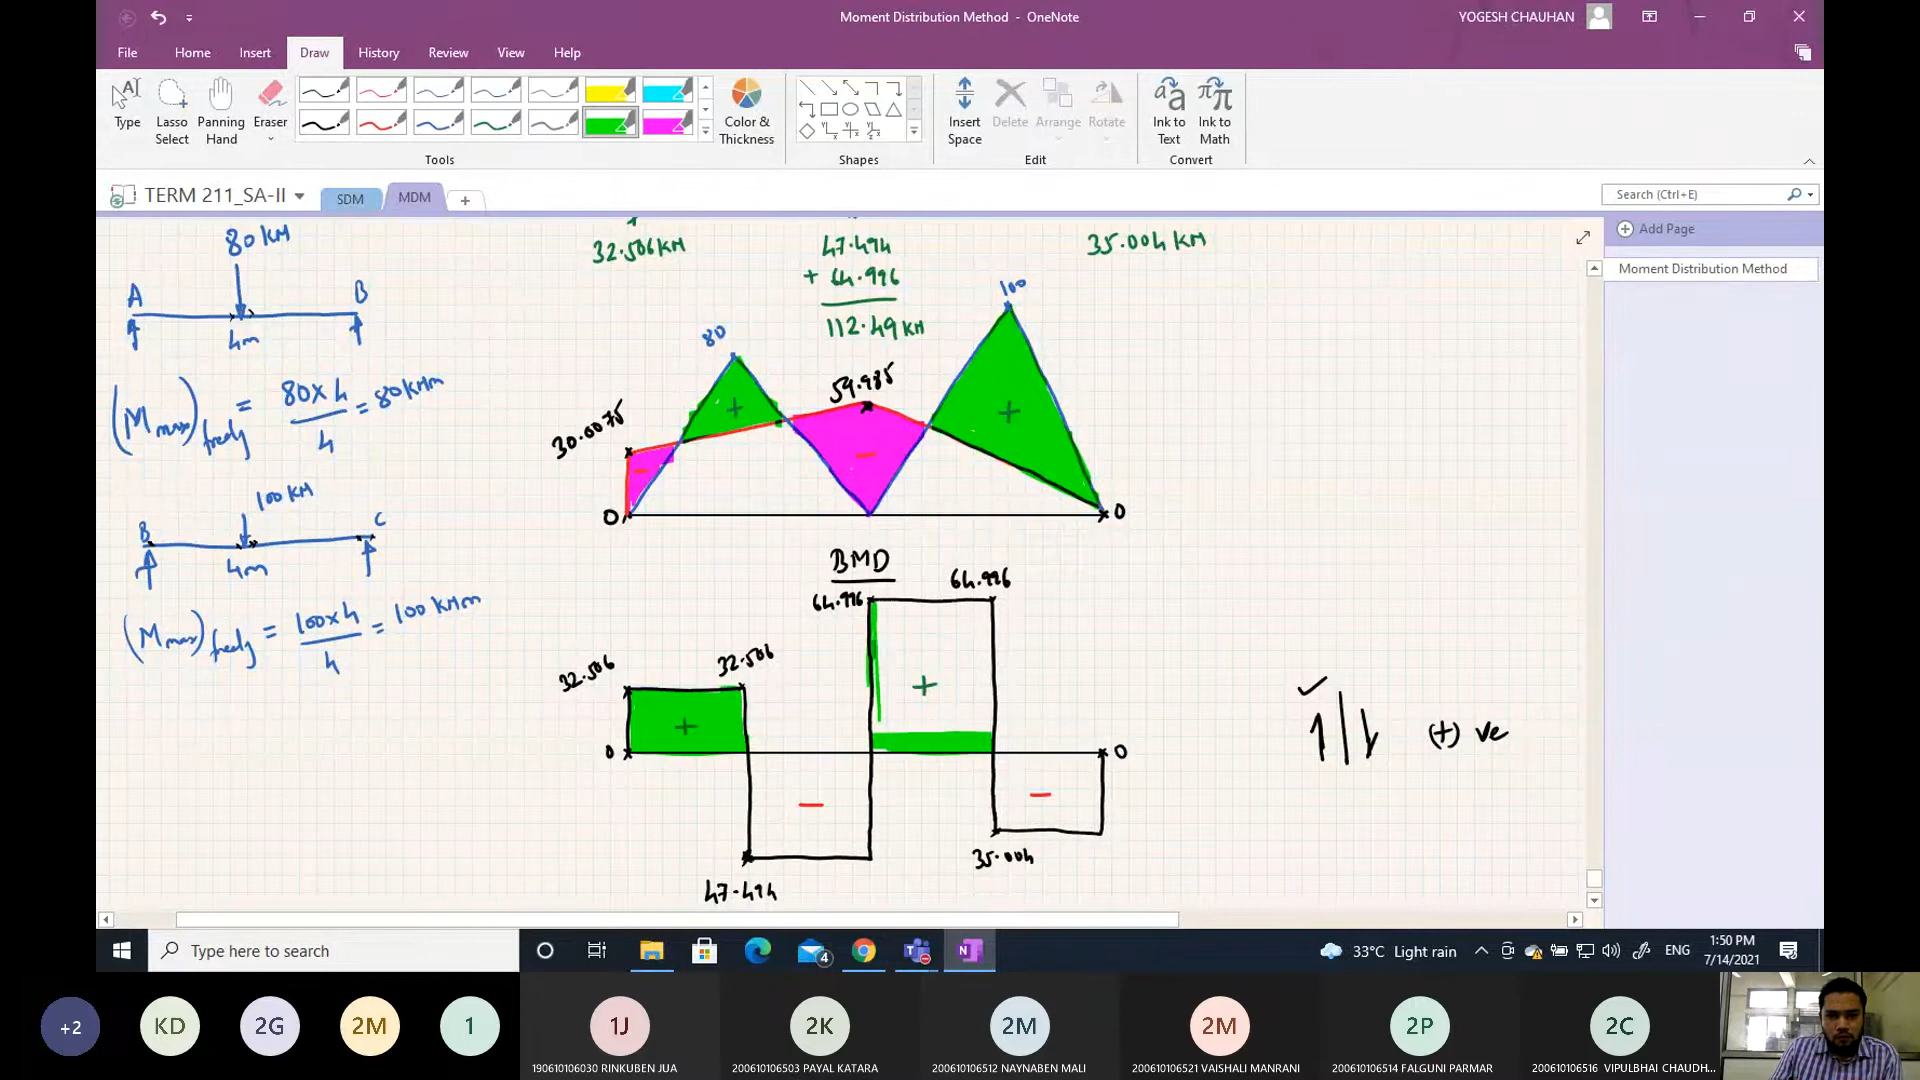 Moment Distribution Method - OneNote
YOGESH CHAUHAN
File Home Insert Draw History Review View Help
Type
Lasso Select
Panning Hand
Eraser
Color & Thickness
Insert Space
Delete
Arrange
Rotate
Ink to Text
Ink to Math
Tools
Shapes
Edit
Convert
TERM 211_SA-II
SDM
MDM
Search (Ctrl+E)
Add Page
Moment Distribution Method
80 KN
A
B
4m
(Mmax)freely = 80x4/4 = 80 KNm
100 KN
B
C
4m
(Mmax)freely = 100x4/4 = 100 KNm
32.506 KN
47.494
+ 64.996
112.49 KN
35.004 KN
80
100
30.0075
59.985
+
+
-
-
0
0
BMD
64.996
64.996
32.506
32.506
+
+
0
0
-
-
47.494
35.004
(+) ve
Type here to search
4
33°C Light rain
ENG
1:50 PM
7/14/2021
+2
KD
2G
2M
1
1J
2K
2M
2M
2P
2C
190610106030 RINKUBEN JUA
200610106503 PAYAL KATARA
200610106512 NAYNABEN MALI
200610106521 VAISHALI MANRANI
200610106514 FALGUNI PARMAR
200610106516 VIPULBHAI CHAUDH...